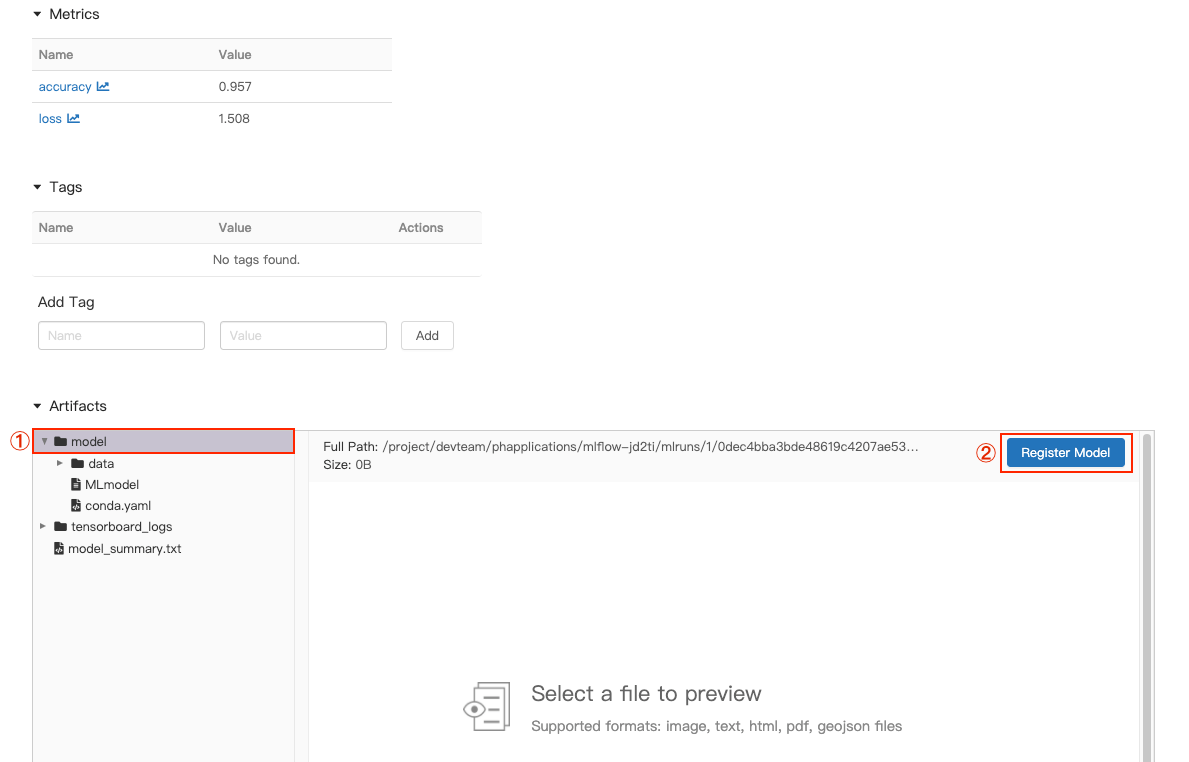 Metrics
Name Value
accuracy 0.957
loss 1.508
Tags
Name Value Actions
No tags found.
Add Tag
Name Value Add
Artifacts
① model
data
MLmodel
conda.yaml
tensorboard_logs
model_summary.txt
Full Path: /project/devteam/phapplications/mlflow-jd2ti/mlruns/1/0dec4bba3bde48619c4207ae53...
Size: 0B
② Register Model
Select a file to preview
Supported formats: image, text, html, pdf, geojson files